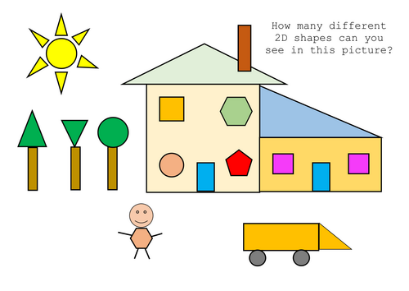 How many different
2D shapes can you
see in this picture?